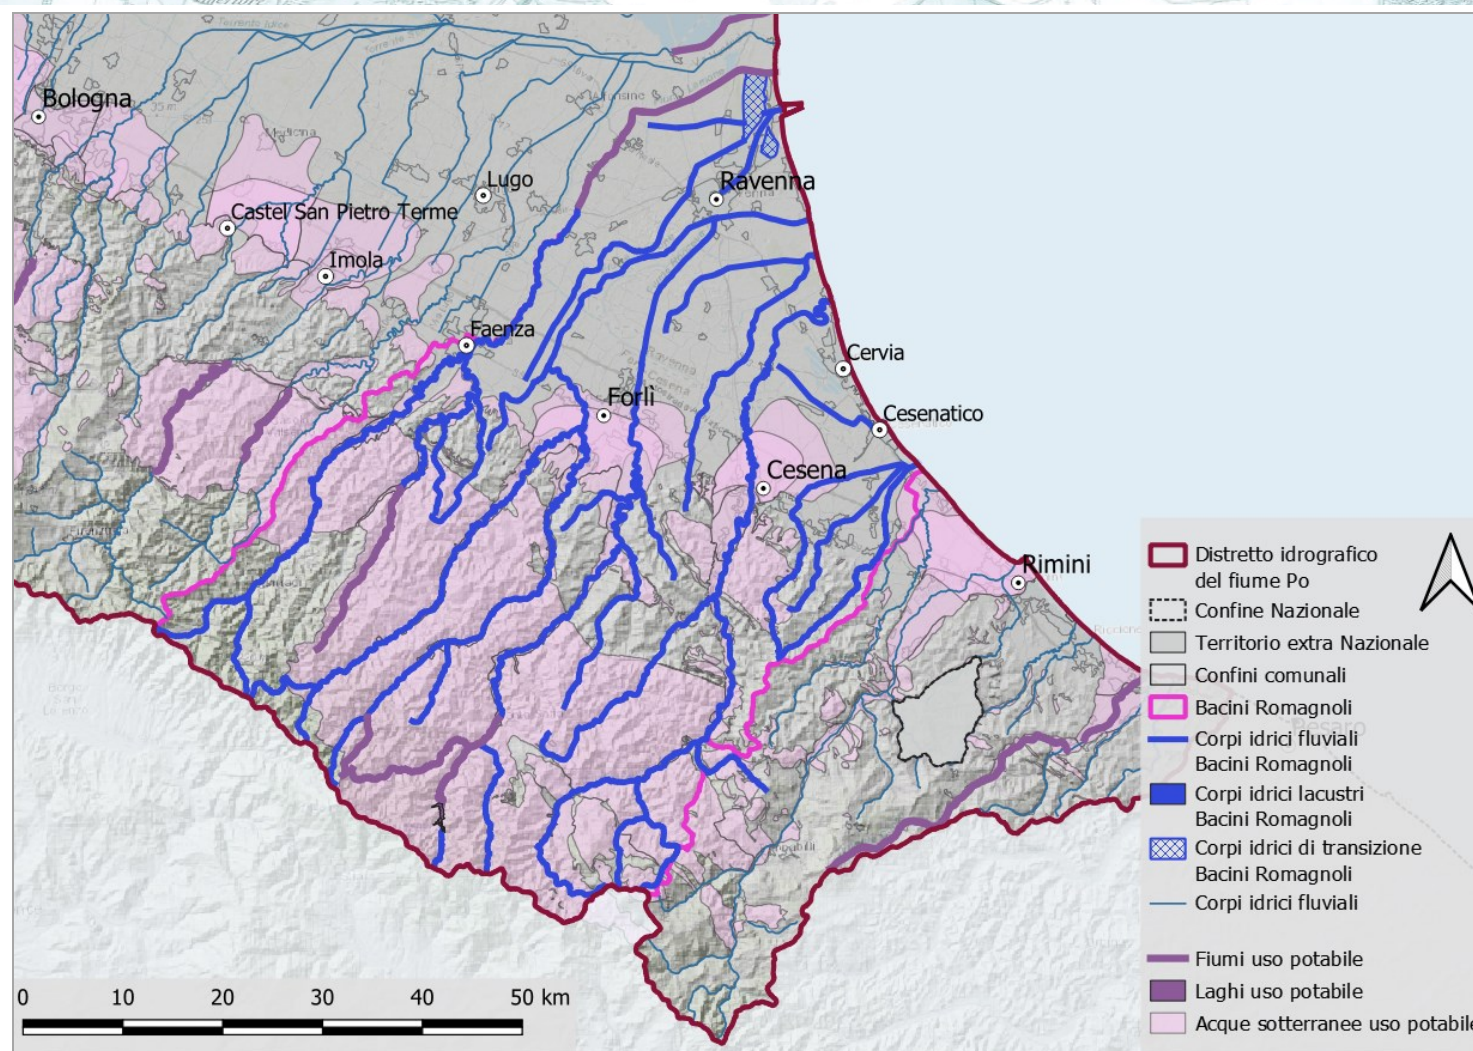 Bologna
Medicina
Lugo
Castel San Pietro Terme
Imola
Ravenna
Faenza
Cervia
Forlì
Cesenatico
Cesena
Rimini
Riccione
Pesaro
Distretto idrografico
del fiume Po
Confine Nazionale
Territorio extra Nazionale
Confini comunali
Bacini Romagnoli
Corpi idrici fluviali
Bacini Romagnoli
Corpi idrici lacustri
Bacini Romagnoli
Corpi idrici di transizione
Bacini Romagnoli
Corpi idrici fluviali
Fiumi uso potabile
Laghi uso potabile
Acque sotterranee uso potabile
0 10 20 30 40 50 km